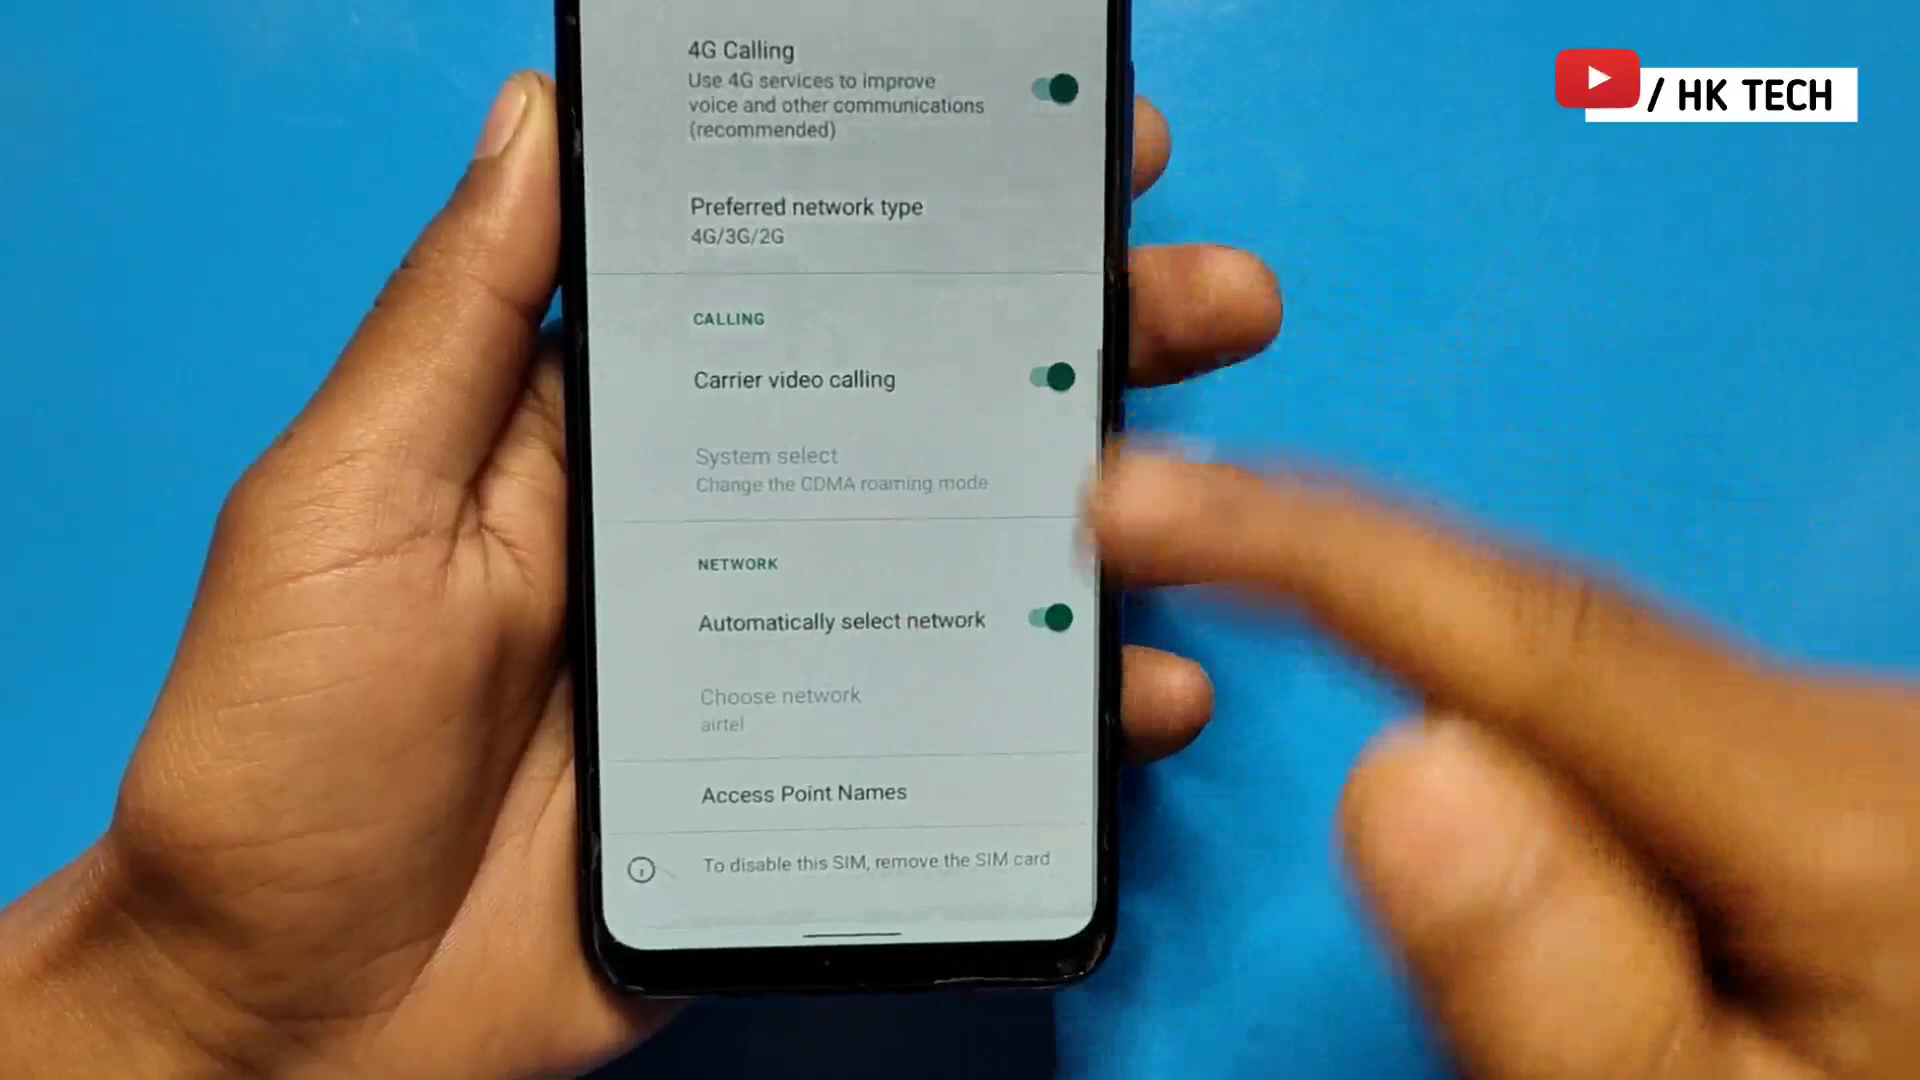 4G Calling
Use 4G services to improve
voice and other communications
(recommended)
Preferred network type
4G/3G/2G
CALLING
Carrier video calling
System select
Change the CDMA roaming mode
NETWORK
Automatically select network
Choose network
airtel
Access Point Names
To disable this SIM, remove the SIM card
/ HK TECH